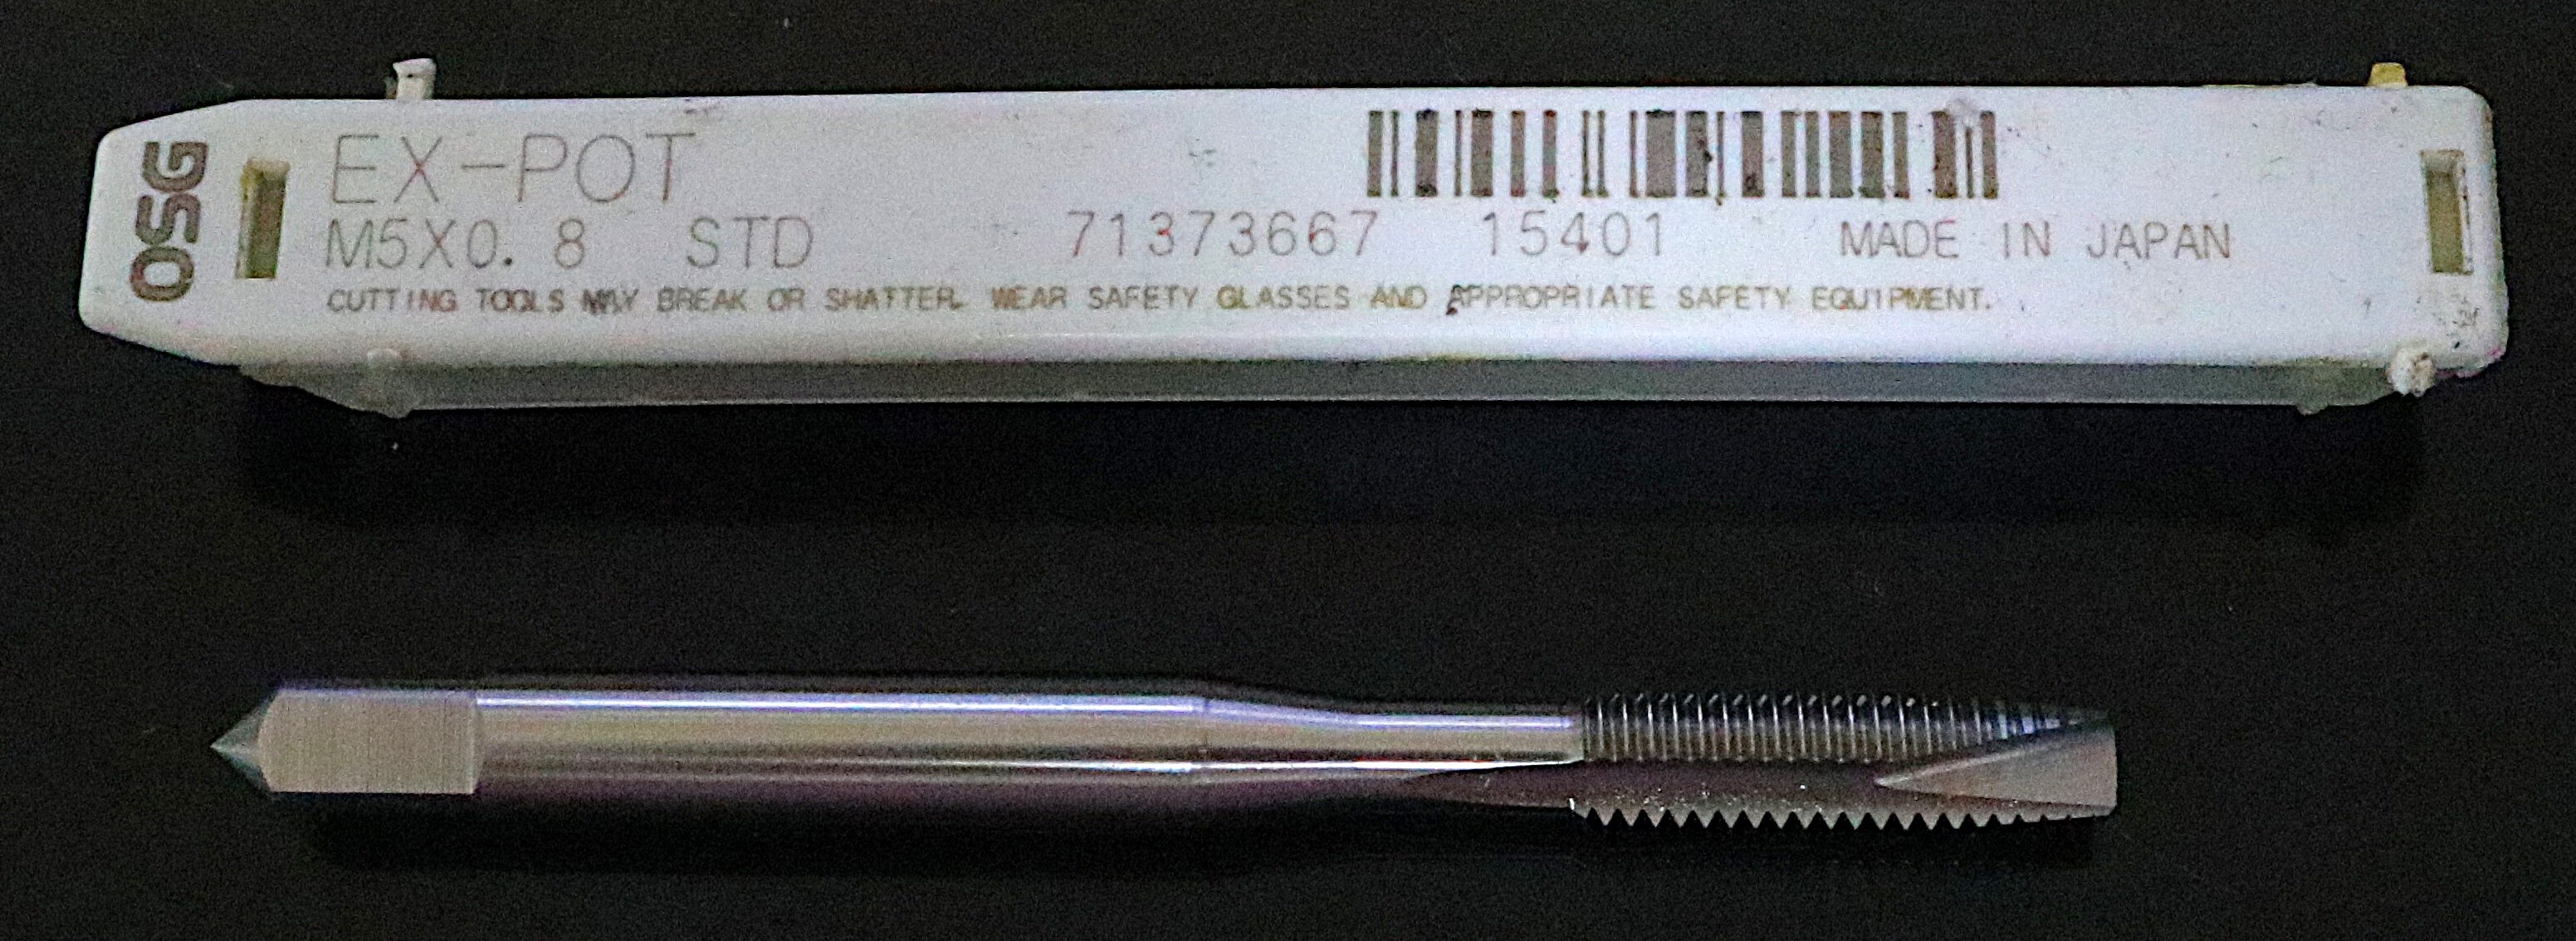 OSG
EX-POT
M5X0.8 STD 71373667 15401 MADE IN JAPAN
CUTTING TOOLS MAY BREAK OR SHATTER. WEAR SAFETY GLASSES AND APPROPRIATE SAFETY EQUIPMENT.